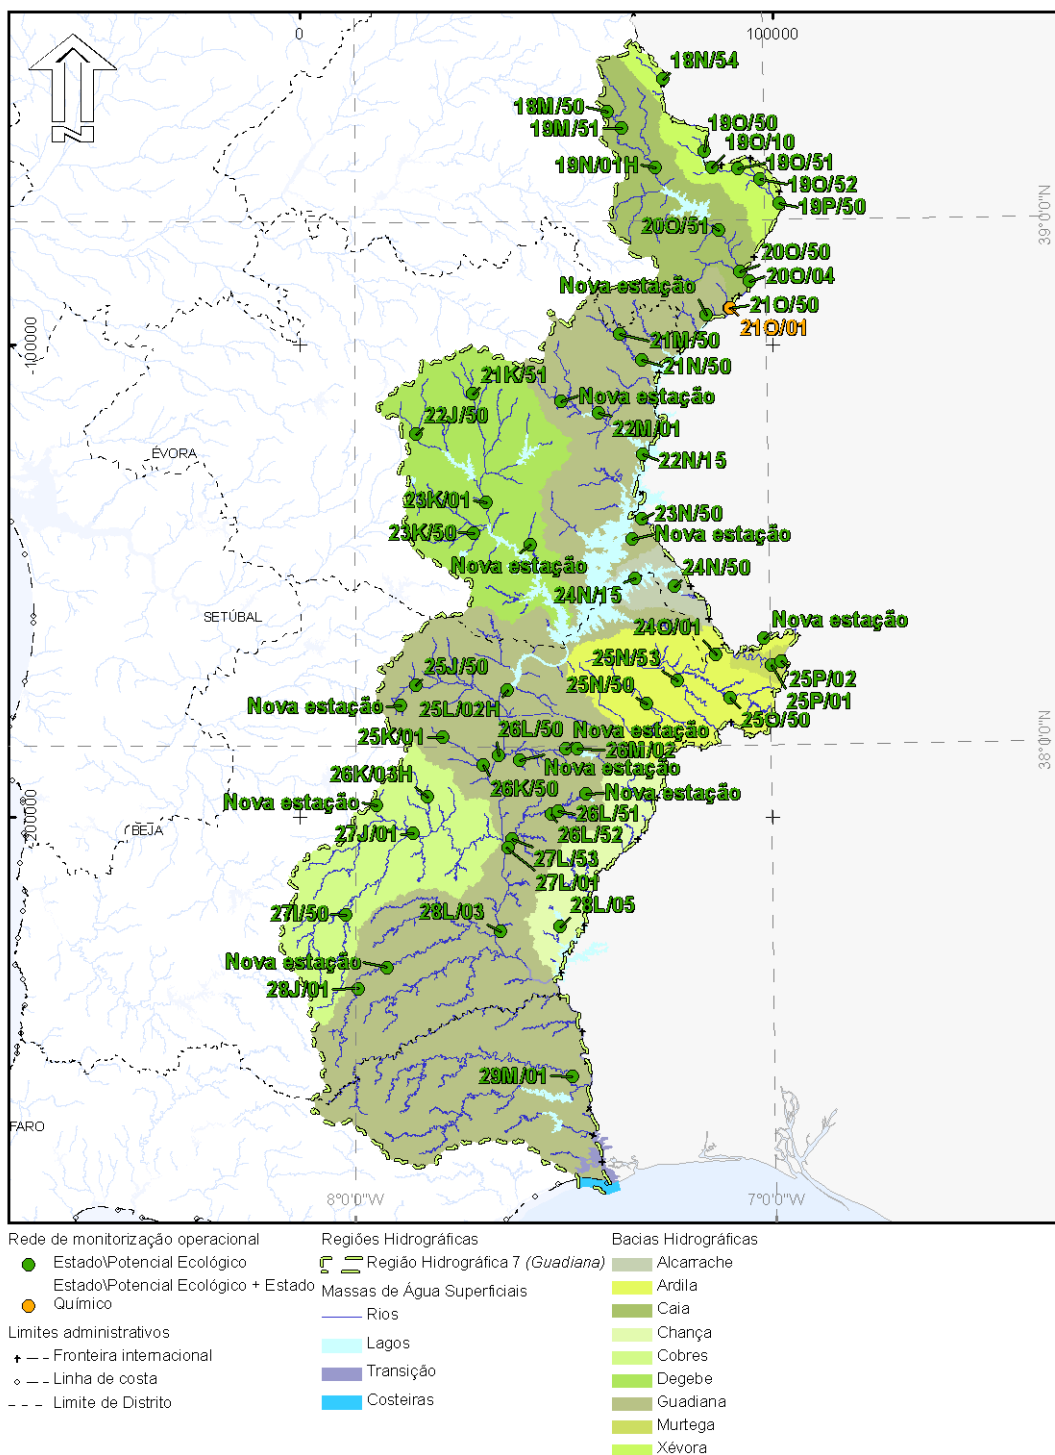 0
100000
N
18N/54
18M/50
19M/51
19O/50
19O/10
19N/01H
19O/51
19O/52
19P/50
39°0'0"N
20O/51
20O/50
20O/04
Nova estação
21O/50
21O/01
-100000
21M/50
21N/50
21K/51
Nova estação
22J/50
22M/01
ÉVORA
22N/15
23K/01
23N/50
23K/50
Nova estação
Nova estação
24N/50
24N/15
SETÚBAL
24O/01
Nova estação
25N/53
25J/50
25P/02
25N/50
25P/01
Nova estação
25L/02H
25O/50
26L/50
Nova estação
25K/01
26M/02
38°0'0"N
Nova estação
26K/03H
26K/50
Nova estação
Nova estação
26L/51
-200000
BEJA
27J/01
26L/52
27L/53
27L/01
27I/50
28L/03
28L/05
Nova estação
28J/01
29M/01
FARO
8°0'0"W
7°0'0"W
Rede de monitorização operacional
Estado\Potencial Ecológico
Estado\Potencial Ecológico + Estado
Químico
Limites administrativos
Fronteira internacional
Linha de costa
Limite de Distrito
Regiões Hidrográficas
Região Hidrográfica 7 (Guadiana)
Massas de Água Superficiais
Rios
Lagos
Transição
Costeiras
Bacias Hidrográficas
Alcarrache
Ardila
Caia
Chança
Cobres
Degebe
Guadiana
Murtega
Xévora